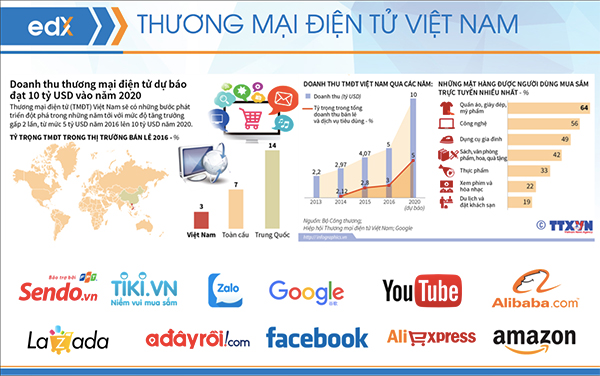 edX
THƯƠNG MẠI ĐIỆN TỬ VIỆT NAM
Doanh thu thương mại điện tử dự báo
đạt 10 tỷ USD vào năm 2020
Thương mại điện tử (TMĐT) Việt Nam sẽ có những bước phát
triển đột phá trong những năm tới với mức độ tăng trưởng
gấp 2 lần, từ mức 5 tỷ USD năm 2016 lên 10 tỷ USD năm 2020.
TỶ TRỌNG TMĐT TRONG THỊ TRƯỜNG BÁN LẺ 2016 - %
3
7
14
Việt Nam
Toàn cầu
Trung Quốc
DOANH THU TMĐT VIỆT NAM QUA CÁC NĂM:
Doanh thu (tỷ USD)
Tỷ trọng trong tổng
doanh thu bán lẻ
và dịch vụ tiêu dùng - %
10
2,2
2,97
4,07
5
5
2,12
2,8
3
2013
2014
2015
2016
2020
(dự báo)
Nguồn: Bộ Công thương;
Hiệp hội Thương mại điện tử Việt Nam; Google
http://infographics.vn
NHỮNG MẶT HÀNG ĐƯỢC NGƯỜI DÙNG MUA SẮM
TRỰC TUYẾN NHIỀU NHẤT - %
Quần áo, giày dép,
mỹ phẩm
64
Công nghệ
56
Dụng cụ gia đình
49
Sách, văn phòng
phẩm, hoa, quà tặng
42
Thực phẩm
33
Xem phim và
hòa nhạc
22
Du lịch và
đặt khách sạn
19
© TTXVN
Bảo trợ bởi FPT
Sendo.vn
TiKi.VN
Niềm vui mua sắm
Zalo
Google
YouTube
Alibaba.com
Lazada
adayroi.com
facebook
AliExpress
amazon